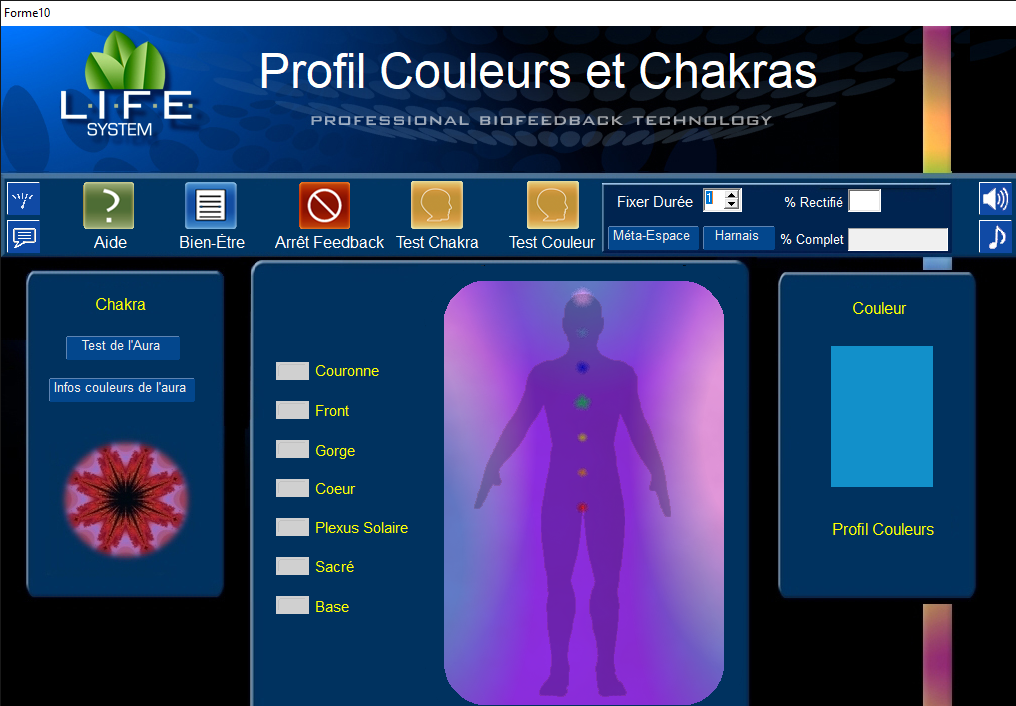 Forme10
L·I·F·E
SYSTEM
Profil Couleurs et Chakras
PROFESSIONAL BIOFEEDBACK TECHNOLOGY
?
Aide
Bien-Être
Arrêt Feedback
Test Chakra
Test Couleur
Fixer Durée
1
% Rectifié
Méta-Espace
Harnais
% Complet
Chakra
Test de l'Aura
Infos couleurs de l'aura
Couronne
Front
Gorge
Coeur
Plexus Solaire
Sacré
Base
Couleur
Profil Couleurs